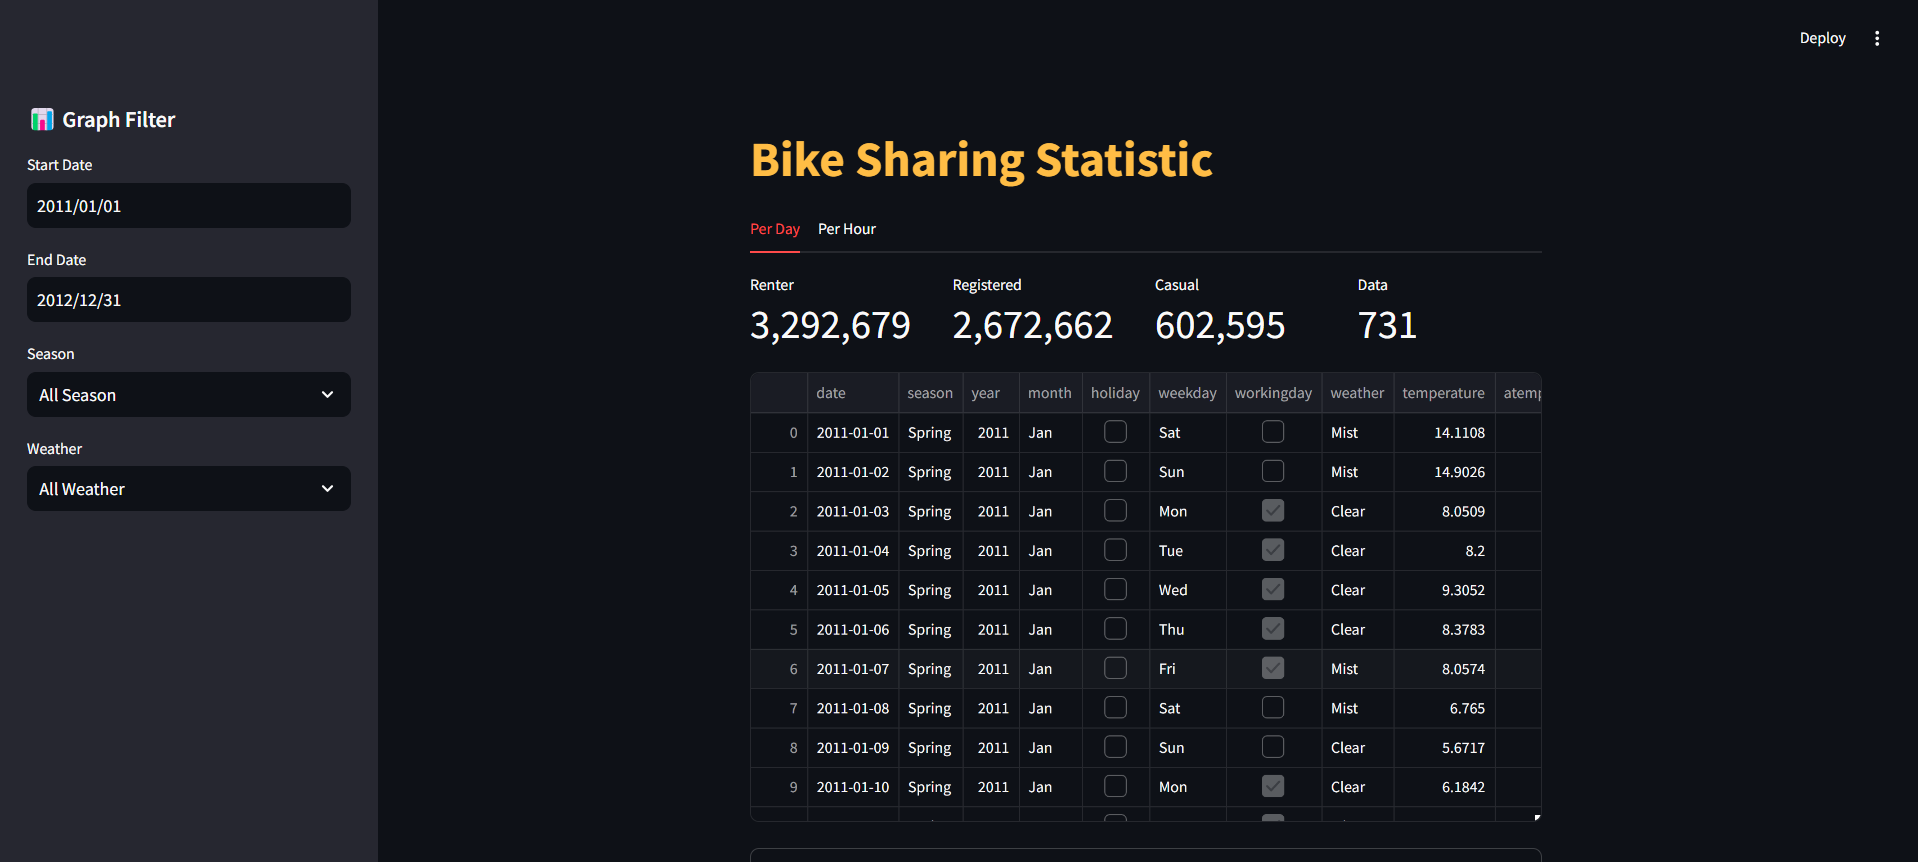 Deploy
Graph Filter
Start Date
2011/01/01
End Date
2012/12/31
Season
All Season
Weather
All Weather
Bike Sharing Statistic
Per Day Per Hour
Renter Registered Casual Data
3,292,679 2,672,662 602,595 731
date season year month holiday weekday workingday weather temperature atemp
0 2011-01-01 Spring 2011 Jan Sat Mist 14.1108
1 2011-01-02 Spring 2011 Jan Sun Mist 14.9026
2 2011-01-03 Spring 2011 Jan Mon Clear 8.0509
3 2011-01-04 Spring 2011 Jan Tue Clear 8.2
4 2011-01-05 Spring 2011 Jan Wed Clear 9.3052
5 2011-01-06 Spring 2011 Jan Thu Clear 8.3783
6 2011-01-07 Spring 2011 Jan Fri Mist 8.0574
7 2011-01-08 Spring 2011 Jan Sat Mist 6.765
8 2011-01-09 Spring 2011 Jan Sun Clear 5.6717
9 2011-01-10 Spring 2011 Jan Mon Clear 6.1842